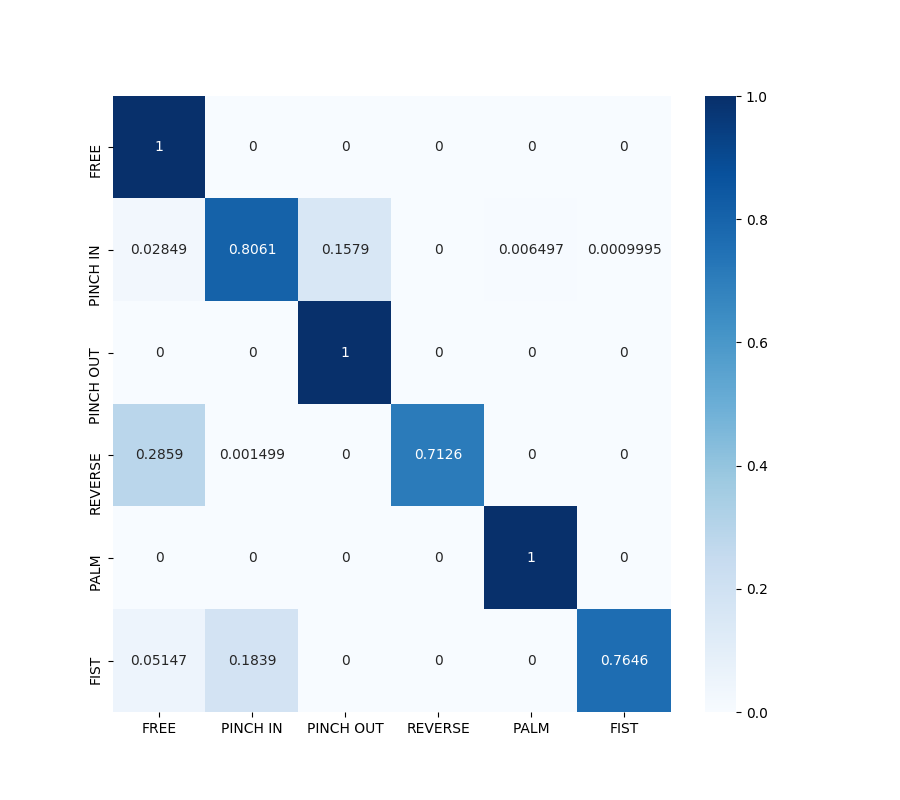 1.0
FREE 1 0 0 0 0 0
0.8
PINCH IN 0.02849 0.8061 0.1579 0 0.006497 0.0009995
0.6
PINCH OUT 0 0 1 0 0 0
0.4
REVERSE 0.2859 0.001499 0 0.7126 0 0
PALM 0 0 0 0 1 0
0.2
FIST 0.05147 0.1839 0 0 0 0.7646
0.0
FREE PINCH IN PINCH OUT REVERSE PALM FIST